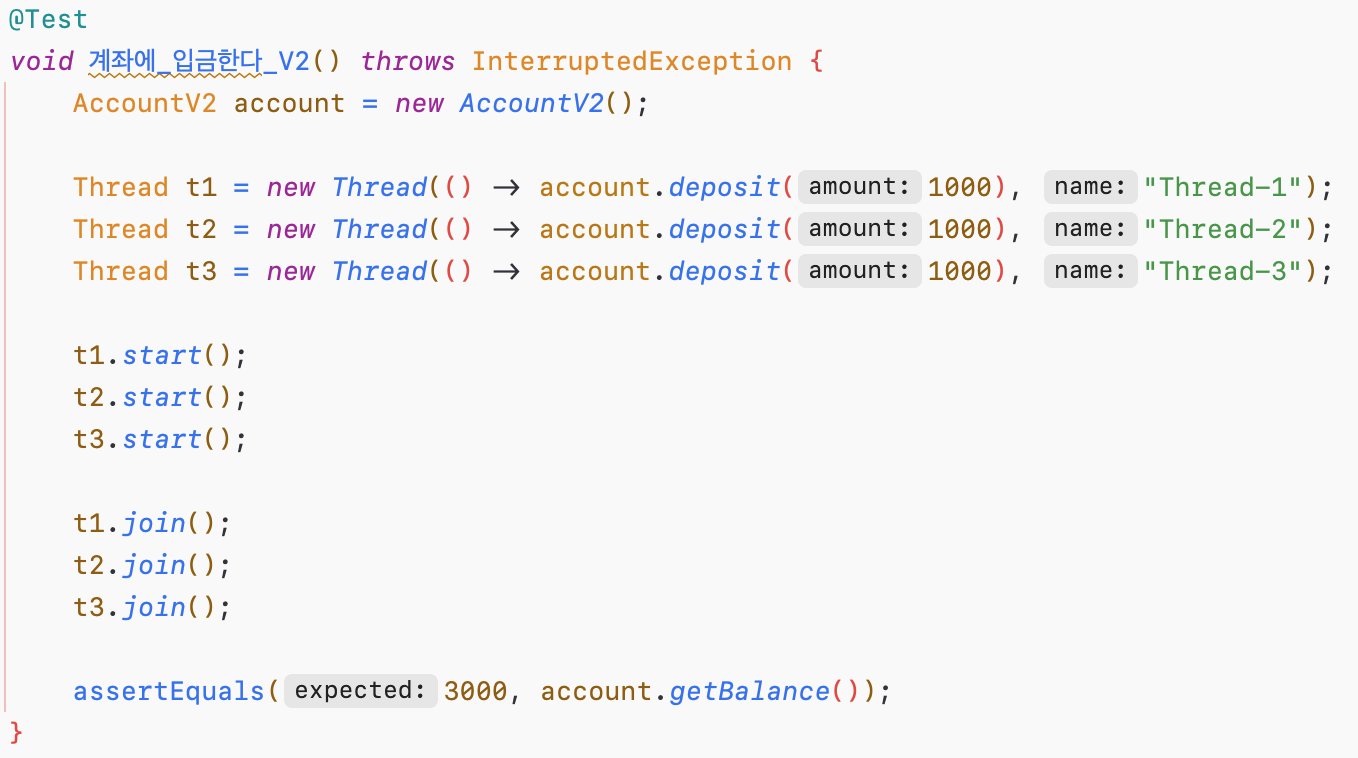 @Test
void 계좌에_입금한다_V2() throws InterruptedException {
AccountV2 account = new AccountV2();
Thread t1 = new Thread(() → account.deposit( amount: 1000), name: "Thread-1");
Thread t2 = new Thread(() → account.deposit( amount: 1000), name: "Thread-2");
Thread t3 = new Thread(() → account.deposit( amount: 1000), name: "Thread-3");
t1.start();
t2.start();
t3.start();
t1.join();
t2.join();
t3.join();
assertEquals( expected: 3000, account.getBalance());
}